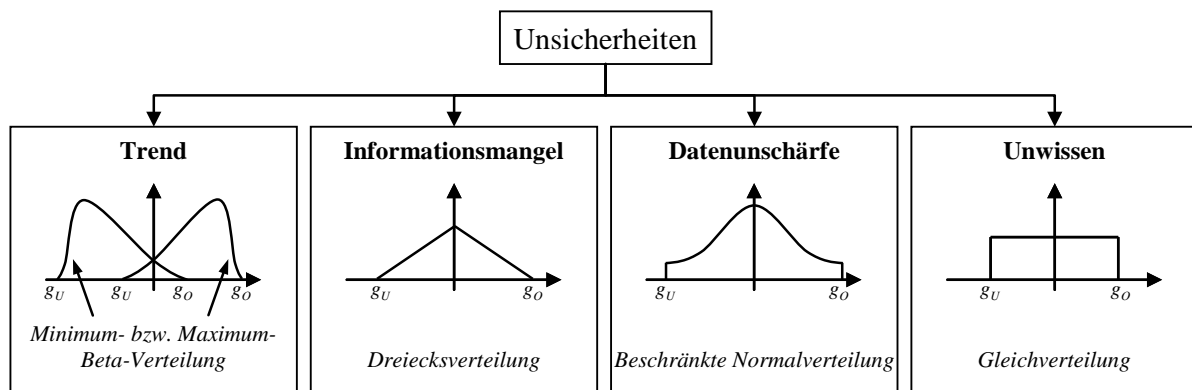 Unsicherheiten
Trend
g_U g_U g_O g_O
Minimum- bzw. Maximum-
Beta-Verteilung
Informationsmangel
g_U g_O
Dreiecksverteilung
Datenunschärfe
g_U g_O
Beschränkte Normalverteilung
Unwissen
g_U g_O
Gleichverteilung